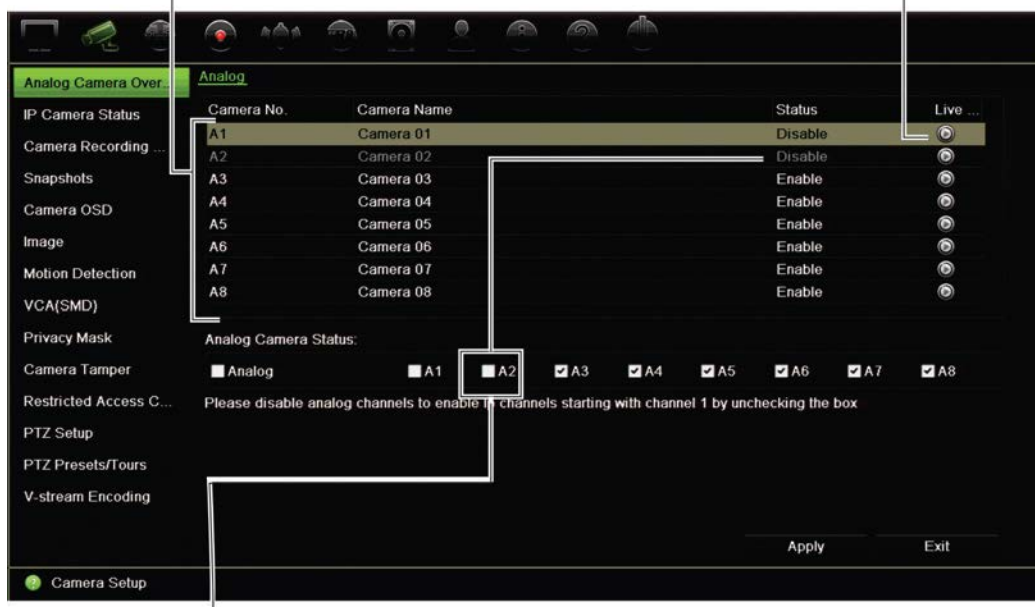 Analog Camera Over...
IP Camera Status
Camera Recording ...
Snapshots
Camera OSD
Image
Motion Detection
VCA(SMD)
Privacy Mask
Camera Tamper
Restricted Access C...
PTZ Setup
PTZ Presets/Tours
V-stream Encoding
Analog
Camera No. Camera Name Status Live ...
A1 Camera 01 Disable
A2 Camera 02 Disable
A3 Camera 03 Enable
A4 Camera 04 Enable
A5 Camera 05 Enable
A6 Camera 06 Enable
A7 Camera 07 Enable
A8 Camera 08 Enable
Analog Camera Status:
Analog A1 A2 A3 A4 A5 A6 A7 A8
Please disable analog channels to enable channels starting with channel 1 by unchecking the box
Apply Exit
? Camera Setup